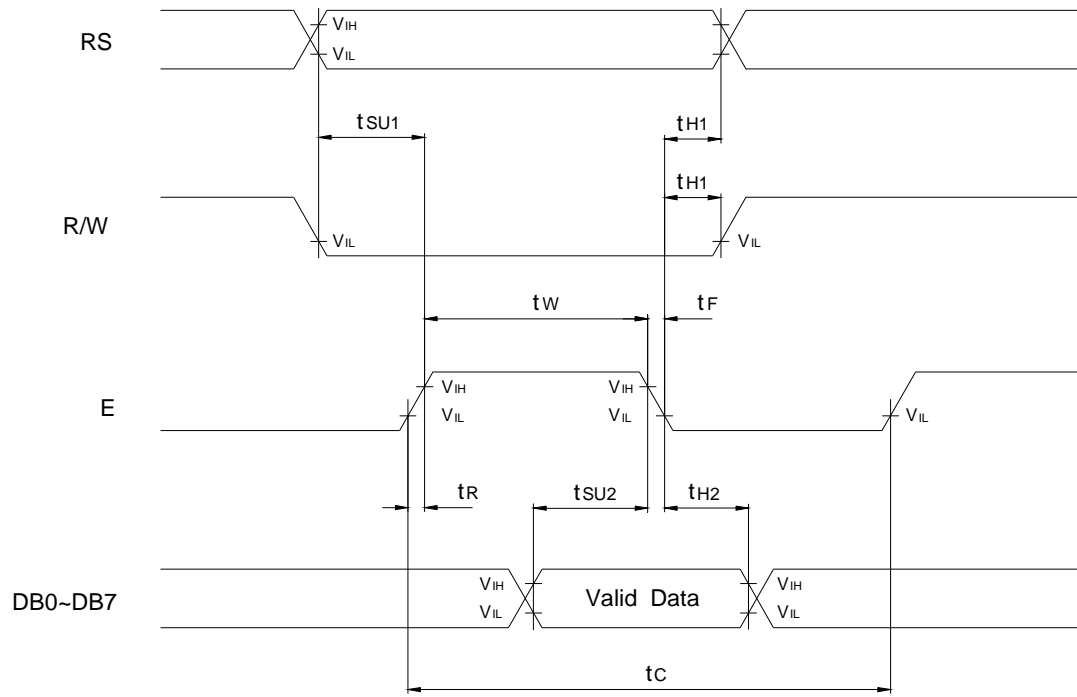 RS
VIH
VIL
tSU1
tH1
tH1
R/W
VIL
VIL
tW
tF
E
VIH
VIH
VIL
VIL
VIL
tR
tSU2
tH2
DB0~DB7
VIH
Valid Data
VIH
VIL
VIL
tC